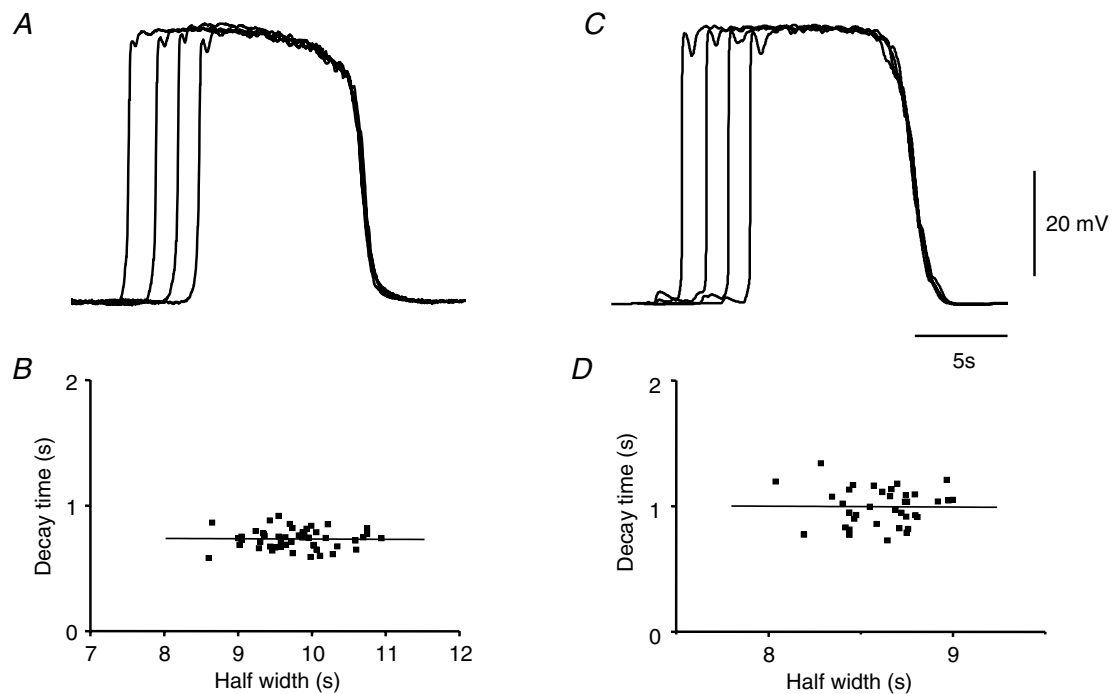 A
C
20 mV
5s
B
2
1
0
Decay time (s)
7 8 9 10 11 12
Half width (s)
D
2
1
0
Decay time (s)
8 9
Half width (s)